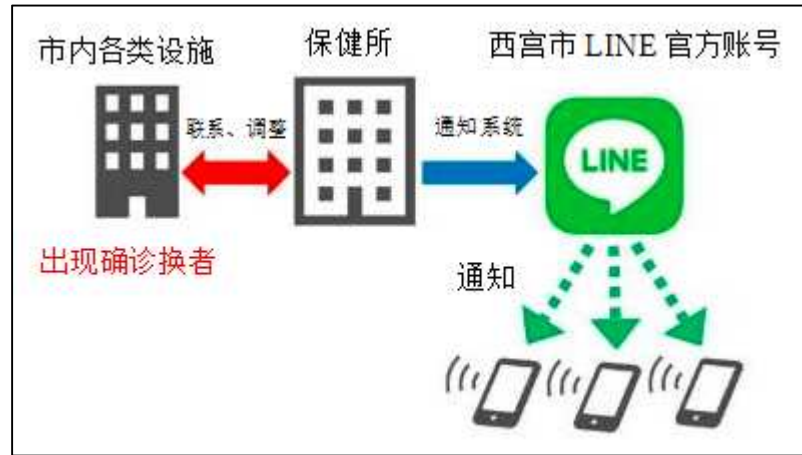 市内各类设施
保健所
西宫市 LINE 官方账号
联系、调整
通知系统
LINE
出现确诊换者
通知